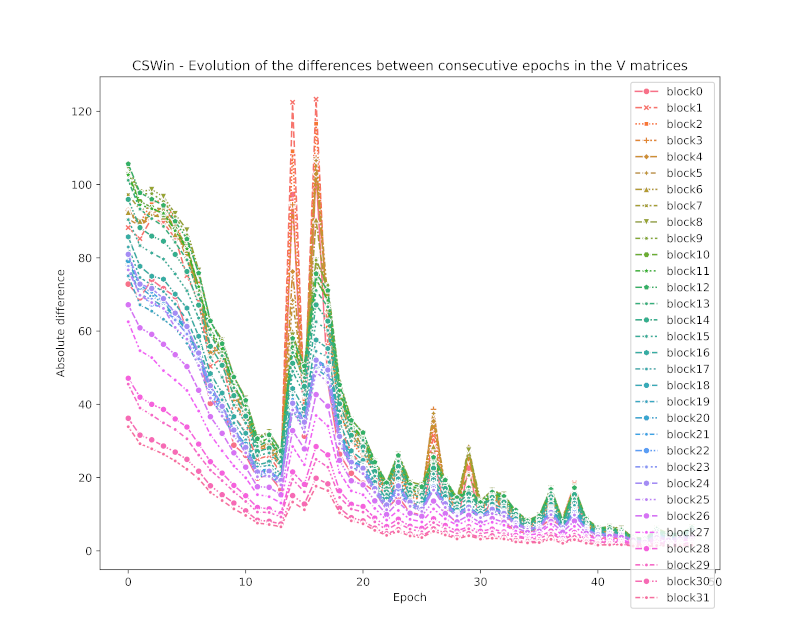 CSWin - Evolution of the differences between consecutive epochs in the V matrices
120
100
80
60
40
20
0
Absolute difference
0
10
20
30
40
50
Epoch
block0
block1
block2
block3
block4
block5
block6
block7
block8
block9
block10
block11
block12
block13
block14
block15
block16
block17
block18
block19
block20
block21
block22
block23
block24
block25
block26
block27
block28
block29
block30
block31